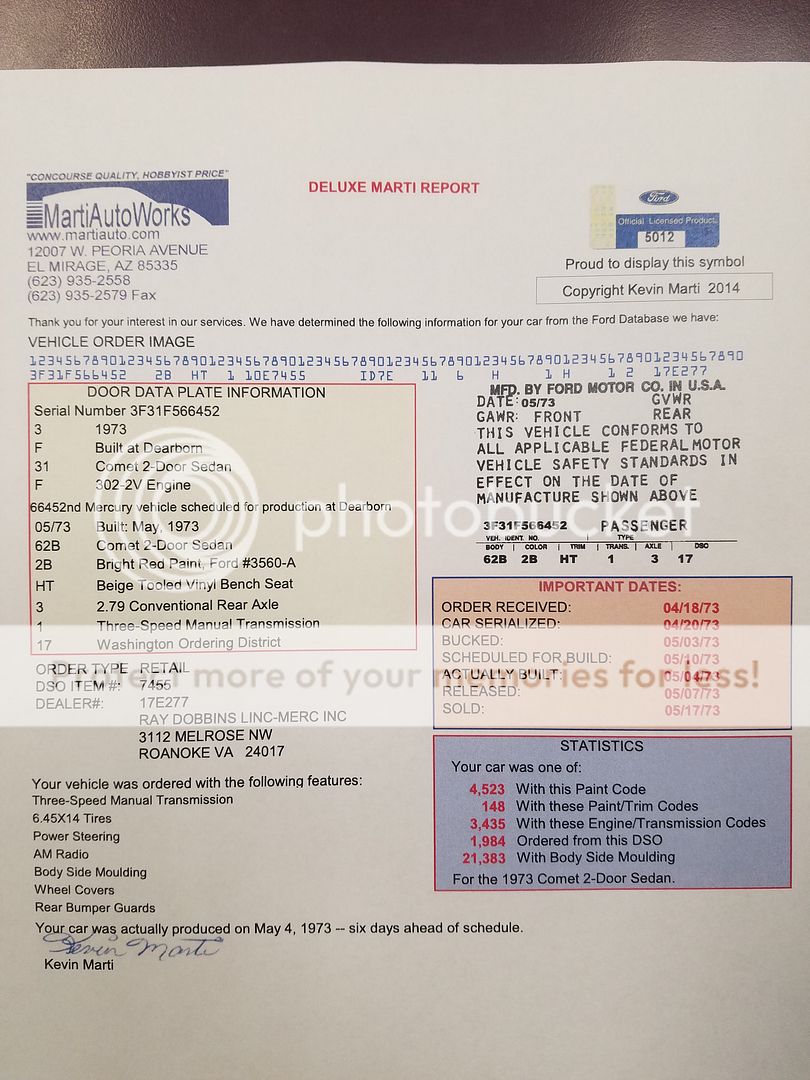 "CONCOURSE QUALITY, HOBBYIST PRICE"
MartiAutoWorks
www.martiauto.com
12007 W. PEORIA AVENUE
EL MIRAGE, AZ 85335
(623) 935-2558
(623) 935-2579 Fax
DELUXE MARTI REPORT
Ford
Official Licensed Product
5012
Proud to display this symbol
Copyright Kevin Marti 2014
Thank you for your interest in our services. We have determined the following information for your car from the Ford Database we have:
VEHICLE ORDER IMAGE
12345678901234567890123456789012345678901234567890123456789012345678901234567890
3F31F566452 2B HT 1 10E7455 ID7E 11 6 H 1 H 1 2 17E277
DOOR DATA PLATE INFORMATION
Serial Number 3F31F566452
3 1973
F Built at Dearborn
31 Comet 2-Door Sedan
F 302-2V Engine
66452nd Mercury vehicle scheduled for production at Dearborn
05/73 Built: May, 1973
62B Comet 2-Door Sedan
2B Bright Red Paint, Ford #3560-A
HT Beige Tooled Vinyl Bench Seat
3 2.79 Conventional Rear Axle
1 Three-Speed Manual Transmission
17 Washington Ordering District
MFD. BY FORD MOTOR CO. IN U.S.A.
DATE: 05/73 GVWR
GAWR: FRONT REAR
THIS VEHICLE CONFORMS TO
ALL APPLICABLE FEDERAL MOTOR
VEHICLE SAFETY STANDARDS IN
EFFECT ON THE DATE OF
MANUFACTURE SHOWN ABOVE
3F31F566452 PASSENGER
VEH. IDENT. NO. TYPE
BODY | COLOR | TRIM | TRANS. | AXLE | DSO
62B 2B HT 1 3 17
photobucket
Protect more of your memories for less!
IMPORTANT DATES:
ORDER RECEIVED: 04/18/73
CAR SERIALIZED: 04/20/73
BUCKED: 05/03/73
SCHEDULED FOR BUILD: 05/10/73
ACTUALLY BUILT: 05/04/73
RELEASED: 05/07/73
SOLD: 05/17/73
ORDER TYPE RETAIL
DSO ITEM #: 7455
DEALER#: 17E277
RAY DOBBINS LINC-MERC INC
3112 MELROSE NW
ROANOKE VA 24017
STATISTICS
Your car was one of:
4,523 With this Paint Code
148 With these Paint/Trim Codes
3,435 With these Engine/Transmission Codes
1,984 Ordered from this DSO
21,383 With Body Side Moulding
For the 1973 Comet 2-Door Sedan.
Your vehicle was ordered with the following features:
Three-Speed Manual Transmission
6.45X14 Tires
Power Steering
AM Radio
Body Side Moulding
Wheel Covers
Rear Bumper Guards
Your car was actually produced on May 4, 1973 -- six days ahead of schedule.
Kevin Marti
Kevin Marti